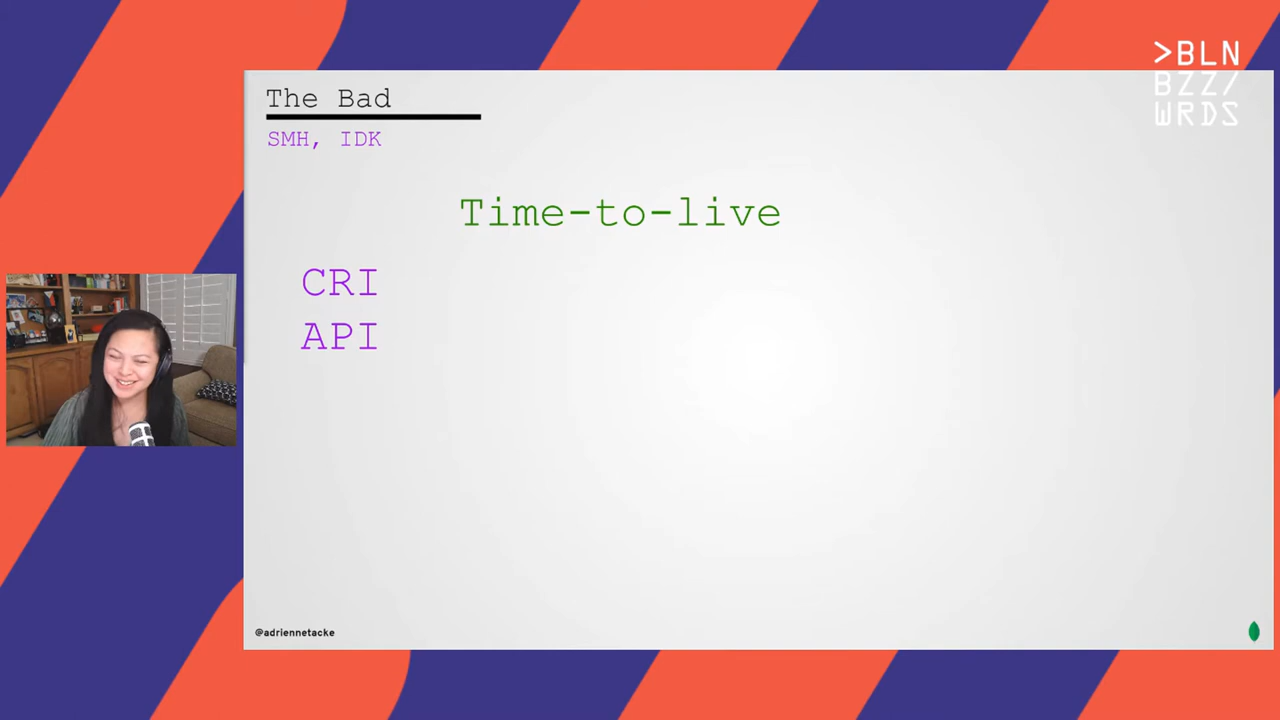 >BLN
BZZ/
WRDS
The Bad
SMH, IDK
Time-to-live
CRI
API
@adriennetacke